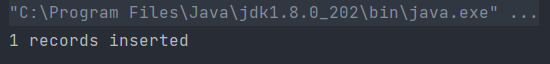 "C:\Program Files\Java\jdk1.8.0_202\bin\java.exe" ...
1 records inserted